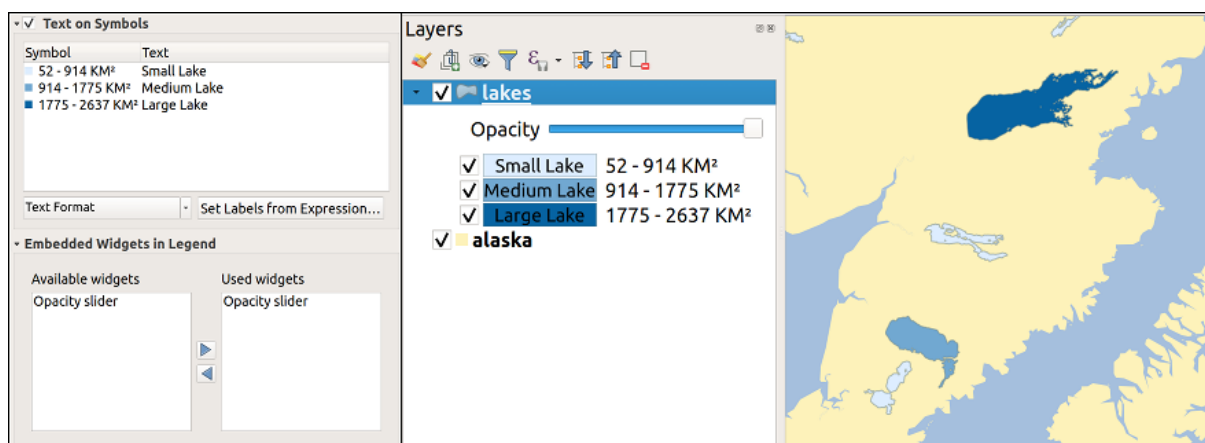 Text on Symbols
Symbol Text
52 - 914 KM² Small Lake
914 - 1775 KM² Medium Lake
1775 - 2637 KM² Large Lake
Text Format
Set Labels from Expression...
Embedded Widgets in Legend
Available widgets
Opacity slider
Used widgets
Opacity slider
Layers
lakes
Opacity
Small Lake 52 - 914 KM²
Medium Lake 914 - 1775 KM²
Large Lake 1775 - 2637 KM²
alaska